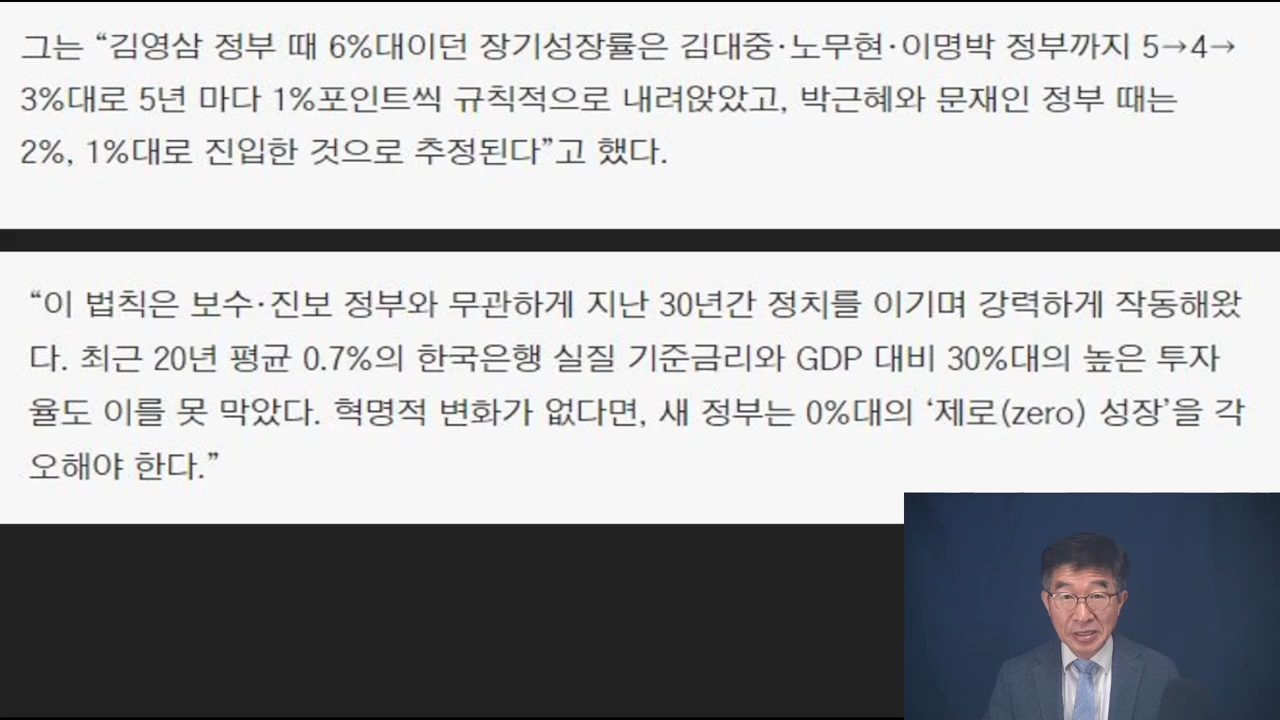 그는 “김영삼 정부 때 6%대이던 장기성장률은 김대중·노무현·이명박 정부까지 5→4→
3%대로 5년 마다 1%포인트씩 규칙적으로 내려앉았고, 박근혜와 문재인 정부 때는
2%, 1%대로 진입한 것으로 추정된다”고 했다.
“이 법칙은 보수·진보 정부와 무관하게 지난 30년간 정치를 이기며 강력하게 작동해왔
다. 최근 20년 평균 0.7%의 한국은행 실질 기준금리와 GDP 대비 30%대의 높은 투자
율도 이를 못 막았다. 혁명적 변화가 없다면, 새 정부는 0%대의 ‘제로(zero) 성장’을 각
오해야 한다.”